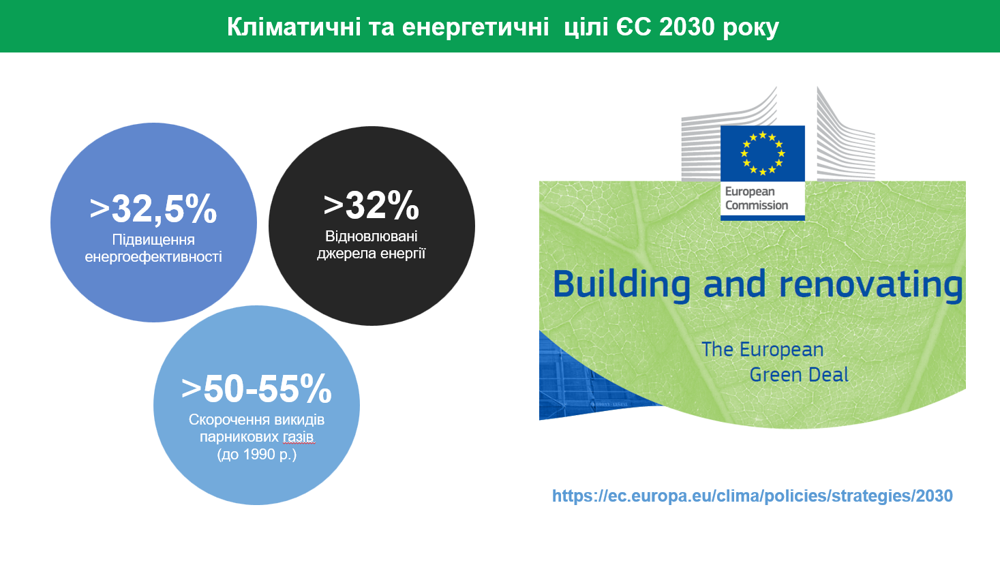 Кліматичні та енергетичні  цілі ЄС 2030 року
>32,5%
Підвищення
енергоефективності
>32%
Відновлювані
джерела енергії
>50-55%
Скорочення викидів
парникових газів
(до 1990 р.)
European
Commission
Building and renovating
The European
Green Deal
https://ec.europa.eu/clima/policies/strategies/2030